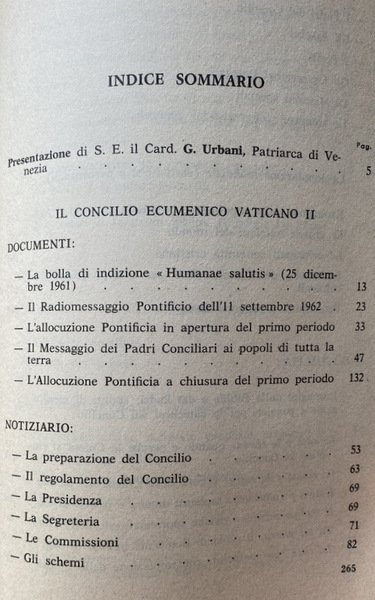 INDICE SOMMARIO
Pag.
Presentazione di S. E. il Card. G. Urbani, Patriarca di Ve-
nezia . . . . . . . . . 5
IL CONCILIO ECUMENICO VATICANO II
DOCUMENTI:
— La bolla di indizione « Humanae salutis » (25 dicem-
bre 1961) . . . . . . . . 13
— Il Radiomessaggio Pontificio dell'11 settembre 1962 . 23
— L'allocuzione Pontificia in apertura del primo periodo 33
— Il Messaggio dei Padri Conciliari ai popoli di tutta la
terra . . . . . . . . . 47
— L'Allocuzione Pontificia a chiusura del primo periodo 132
NOTIZIARIO:
— La preparazione del Concilio . . . . 53
— Il regolamento del Concilio . . . . 63
— La Presidenza . . . . . . 69
— La Segreteria . . . . . . 69
— Le Commissioni . . . . . . 71
— Gli schemi . . . . . . . 82
265